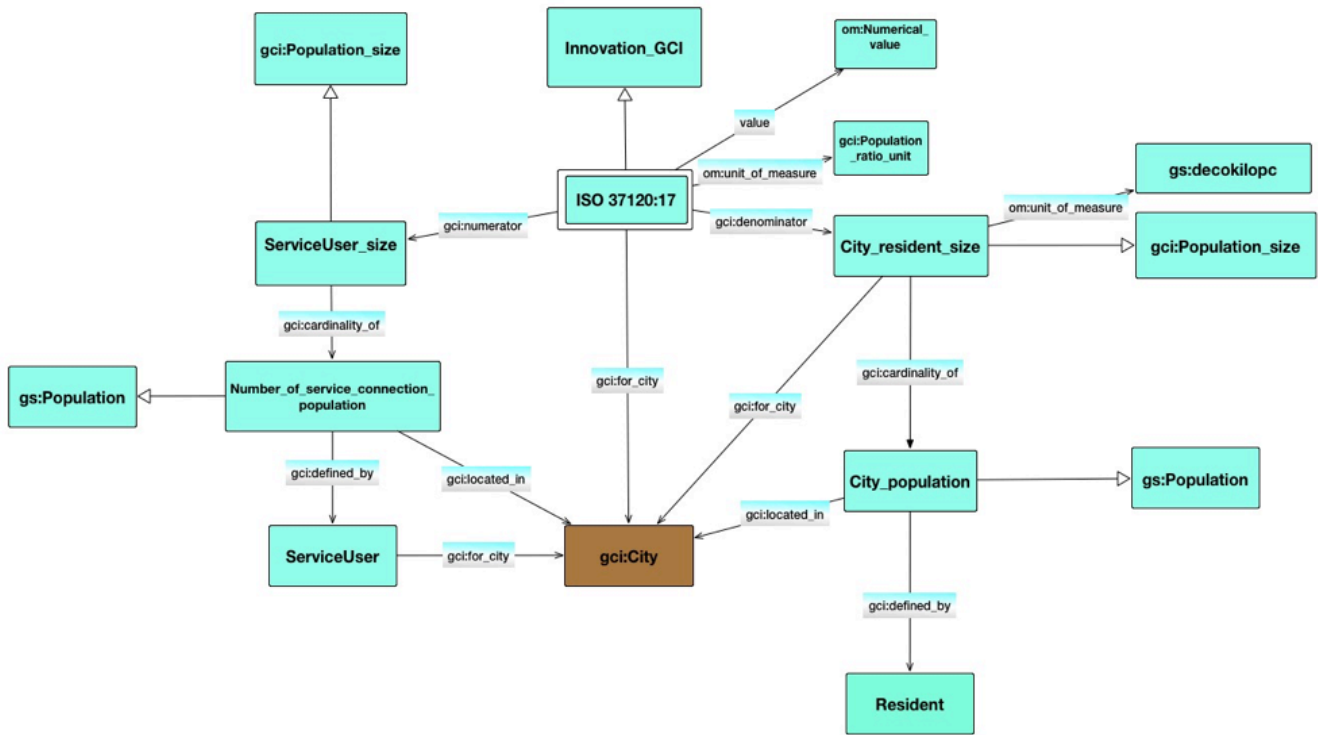 gci:Population_size
Innovation_GCI
om:Numerical_
value
value
gci:Population
_ratio_unit
om:unit_of_measure
gs:decokilopc
om:unit_of_measure
ISO 37120:17
gci:numerator
gci:denominator
ServiceUser_size
City_resident_size
gci:Population_size
gci:cardinality_of
gs:Population
Number_of_service_connection_
population
gci:for_city
gci:cardinality_of
gci:for_city
gci:defined_by
gci:located_in
City_population
gs:Population
gci:located_in
ServiceUser
gci:for_city
gci:City
gci:defined_by
Resident